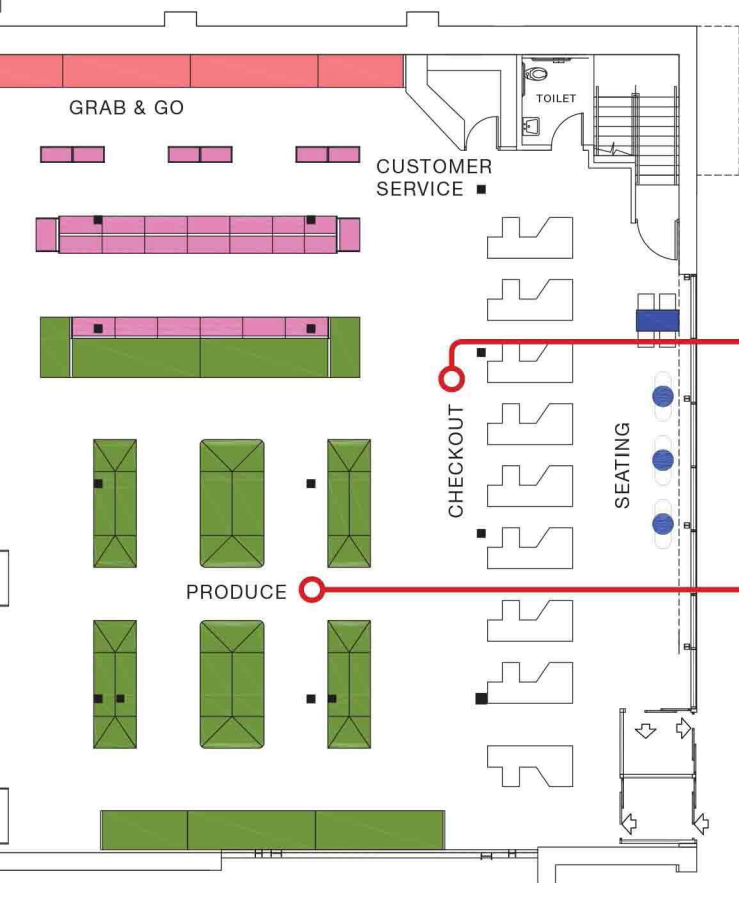 GRAB & GO
TOILET
CUSTOMER
SERVICE
CHECKOUT
SEATING
PRODUCE